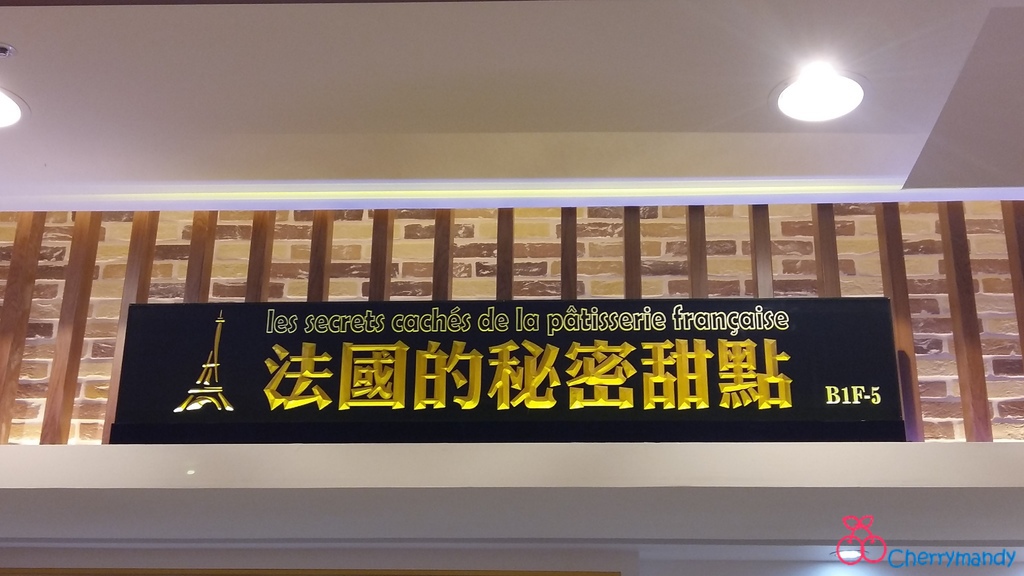 les secrets cachés de la pâtisserie française
法國的秘密甜點
B1F-5
Cherrymandy